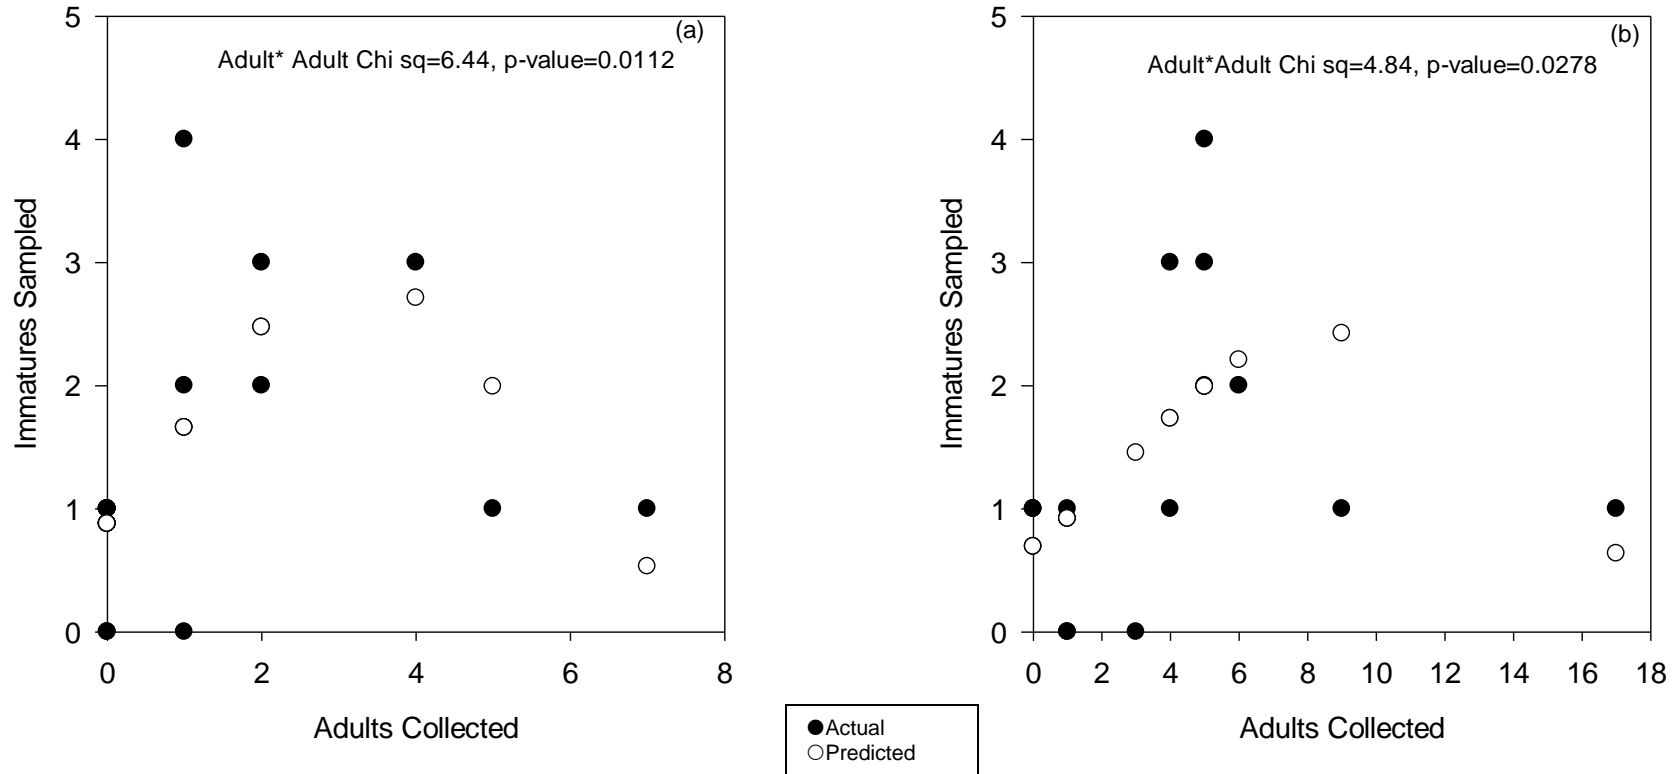 (a)
Adult* Adult Chi sq=6.44, p-value=0.0112
5
4
3
2
1
0
Immatures Sampled
0 2 4 6 8
Adults Collected
(b)
Adult*Adult Chi sq=4.84, p-value=0.0278
5
4
3
2
1
0
Immatures Sampled
0 2 4 6 8 10 12 14 16 18
Adults Collected
Actual
Predicted